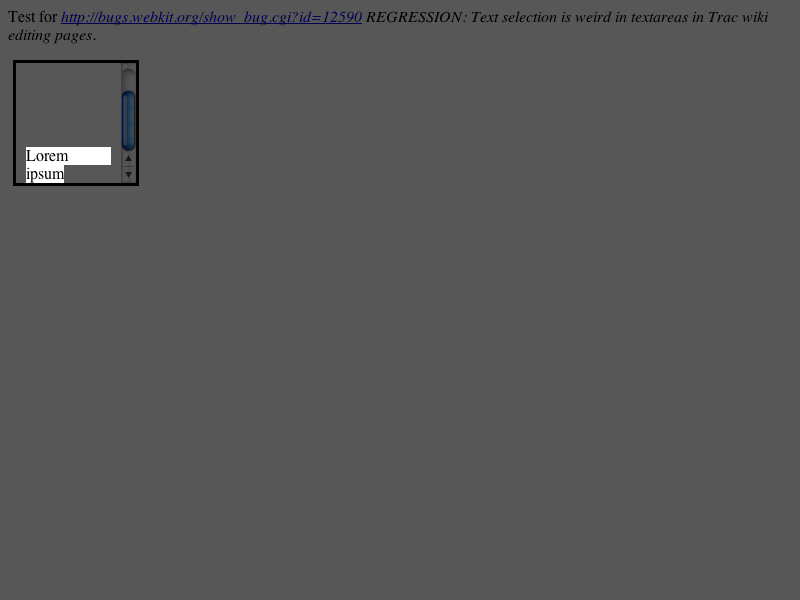 Test for http://bugs.webkit.org/show_bug.cgi?id=12590 REGRESSION: Text selection is weird in textareas in Trac wiki
editing pages.
Lorem
ipsum